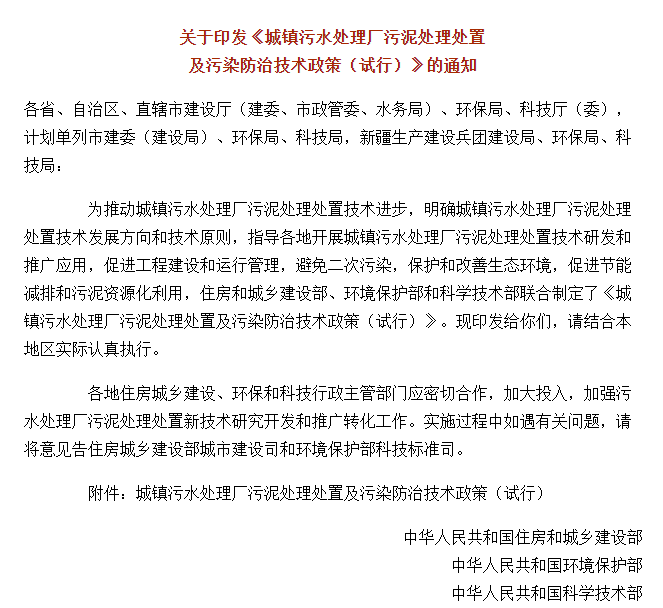 关于印发《城镇污水处理厂污泥处理处置
及污染防治技术政策（试行）》的通知
各省、自治区、直辖市建设厅（建委、市政管委、水务局）、环保局、科技厅（委），
计划单列市建委（建设局）、环保局、科技局，新疆生产建设兵团建设局、环保局、科
技局：
为推动城镇污水处理厂污泥处理处置技术进步，明确城镇污水处理厂污泥处理
处置技术发展方向和技术原则，指导各地开展城镇污水处理厂污泥处理处置技术研发和
推广应用，促进工程建设和运行管理，避免二次污染，保护和改善生态环境，促进节能
减排和污泥资源化利用，住房和城乡建设部、环境保护部和科学技术部联合制定了《城
镇污水处理厂污泥处理处置及污染防治技术政策（试行）》。现印发给你们，请结合本
地区实际认真执行。
各地住房城乡建设、环保和科技行政主管部门应密切合作，加大投入，加强污
水处理厂污泥处理处置新技术研究开发和推广转化工作。实施过程中如遇有关问题，请
将意见告住房城乡建设部城市建设司和环境保护部科技标准司。
附件：城镇污水处理厂污泥处理处置及污染防治技术政策（试行）
中华人民共和国住房和城乡建设部
中华人民共和国环境保护部
中华人民共和国科学技术部